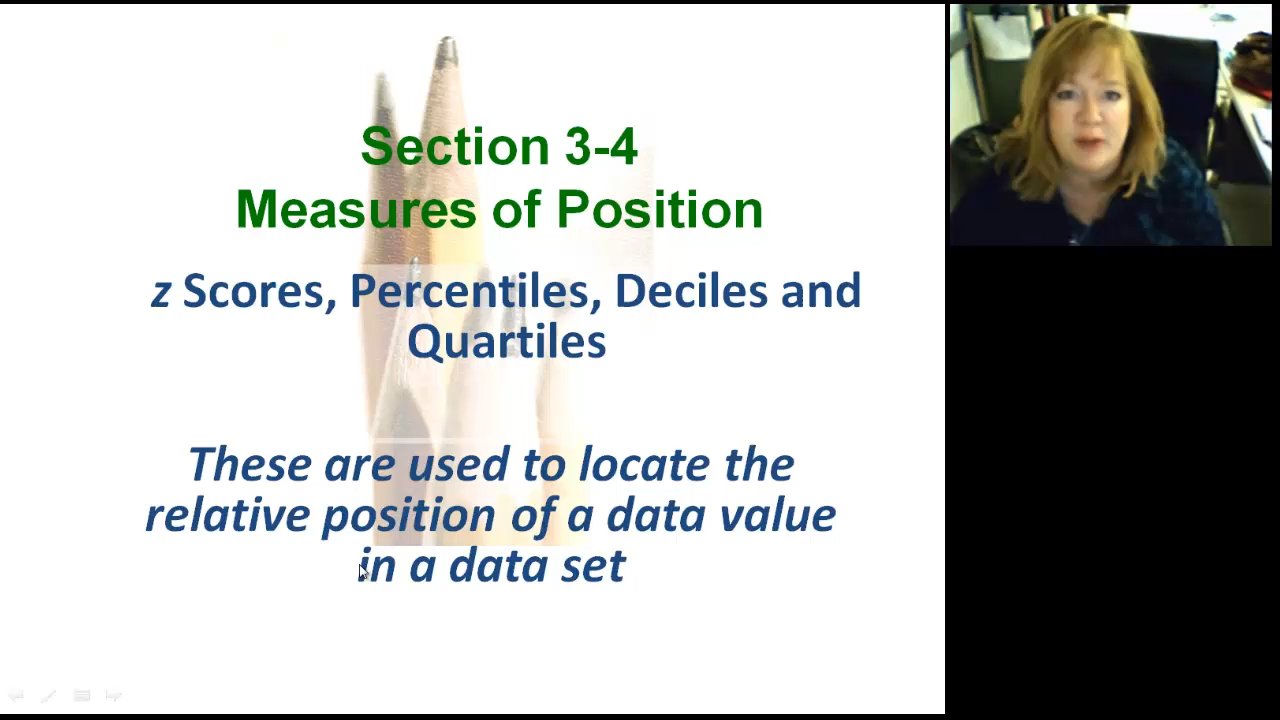 Section 3-4
Measures of Position
z Scores, Percentiles, Deciles and
Quartiles
These are used to locate the
relative position of a data value
in a data set